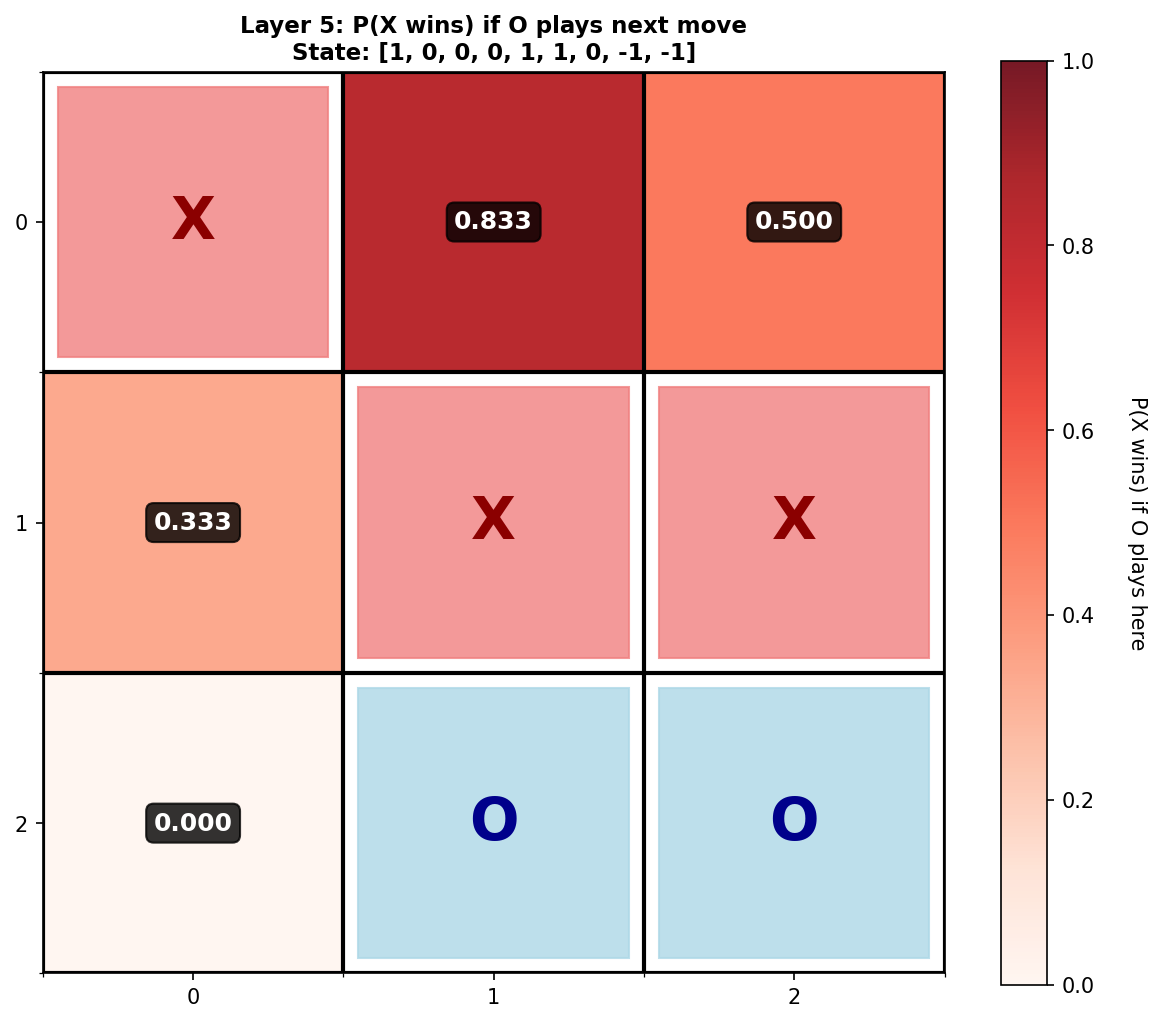 Layer 5: P(X wins) if O plays next move
State: [1, 0, 0, 0, 1, 1, 0, -1, -1]
0
X
0.833
0.500
1
0.333
X
X
2
0.000
O
O
0
1
2
1.0
0.8
0.6
0.4
0.2
0.0
P(X wins) if O plays here